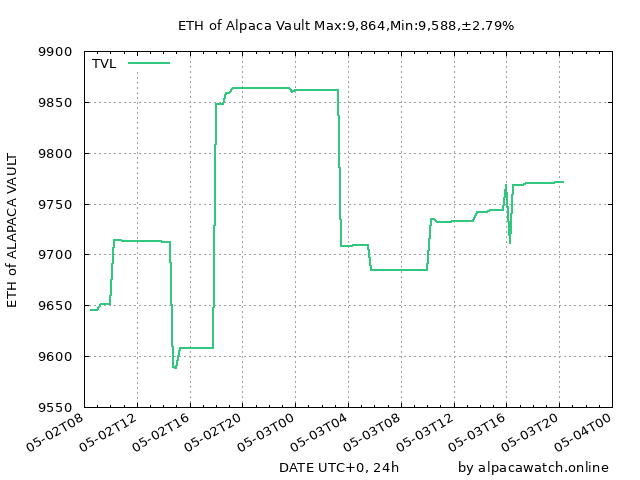 ETH of Alpaca Vault Max:9,864,Min:9,588,±2.79%
9900
TVL
9850
9800
9750
9700
9650
9600
9550
ETH of ALAPACA VAULT
05-02T08
05-02T12
05-02T16
05-02T20
05-03T00
05-03T04
05-03T08
05-03T12
05-03T16
05-03T20
05-04T00
DATE UTC+0, 24h
by alpacawatch.online